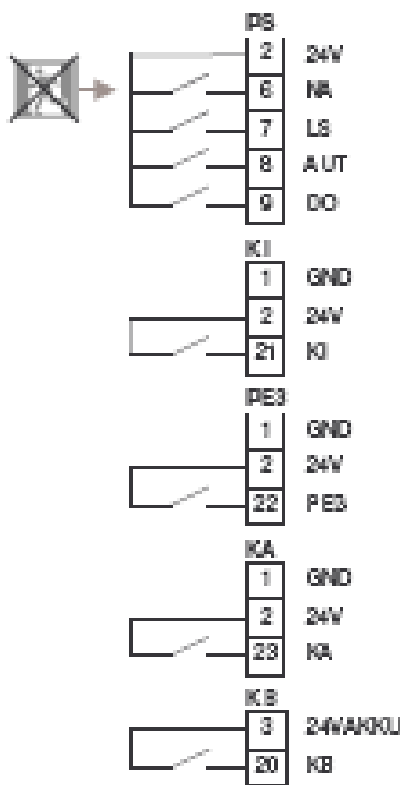 PS
2 24V
6 NA
7 LS
8 AUT
9 DO
KI
1 GND
2 24V
21 KI
PE3
1 GND
2 24V
22 PE3
KA
1 GND
2 24V
23 KA
KB
3 24VAKKU
20 KB